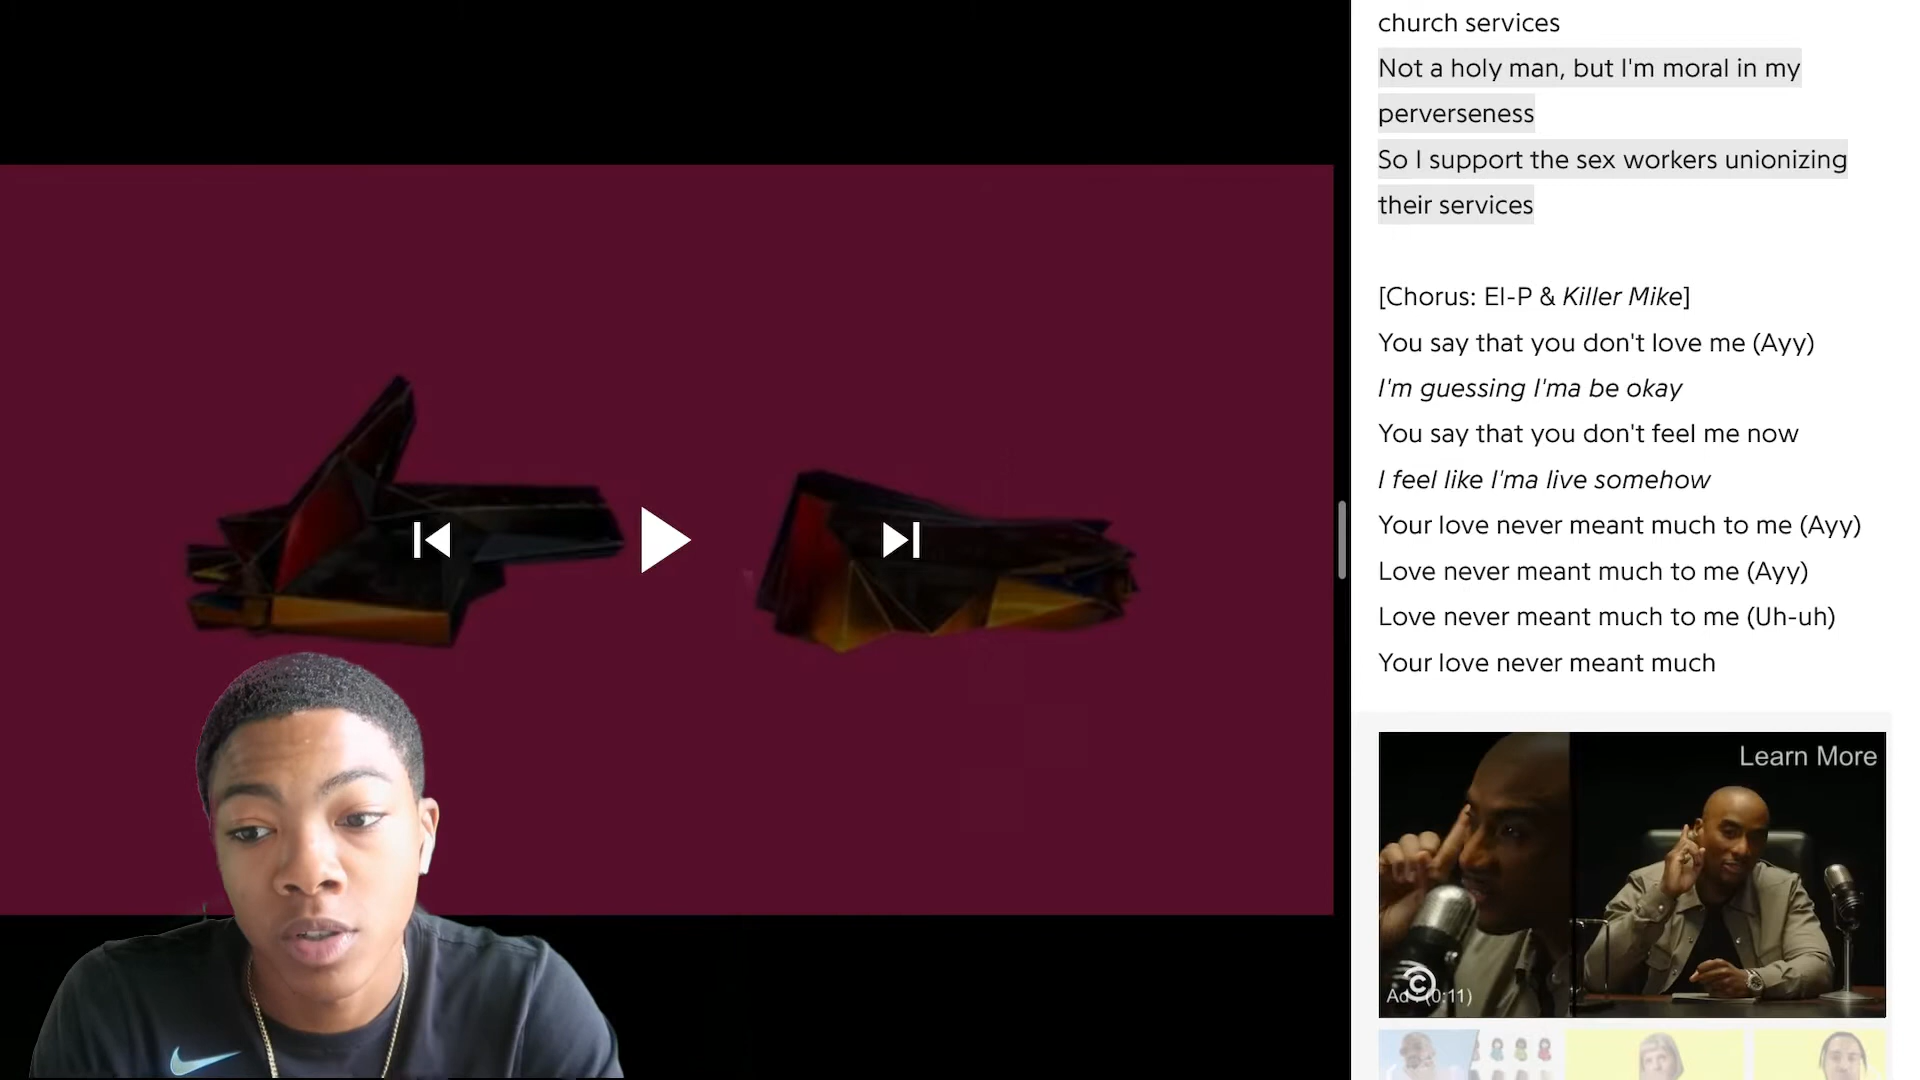 church services
Not a holy man, but I'm moral in my
perverseness
So I support the sex workers unionizing
their services
[Chorus: El-P & Killer Mike]
You say that you don't love me (Ayy)
I'm guessing I'ma be okay
You say that you don't feel me now
I feel like I'ma live somehow
Your love never meant much to me (Ayy)
Love never meant much to me (Ayy)
Love never meant much to me (Uh-uh)
Your love never meant much
Learn More
Ad : (0:11)